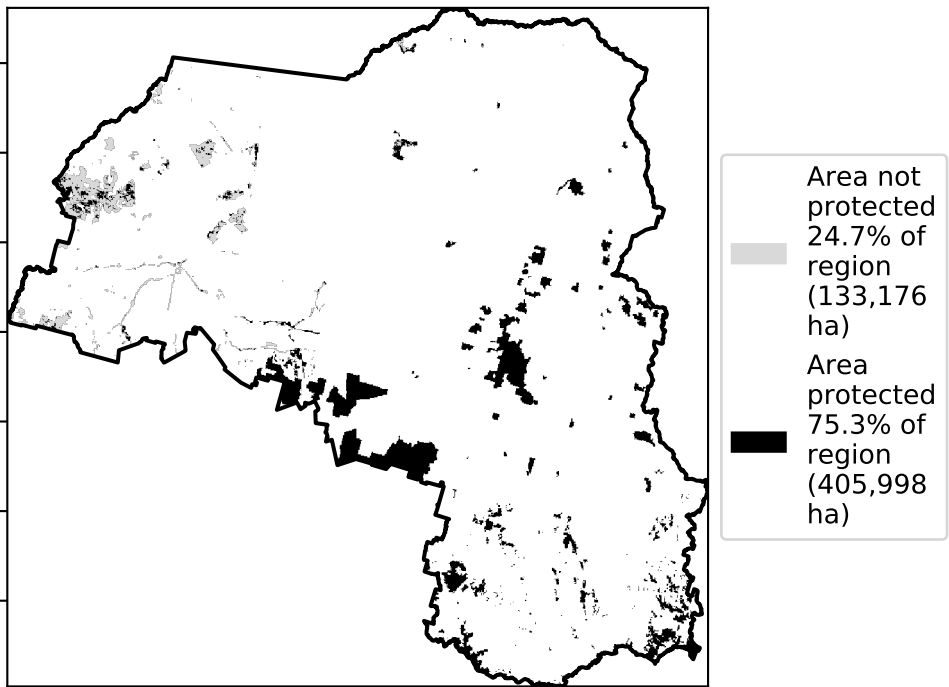 Area not
protected
24.7% of
region
(133,176
ha)
Area
protected
75.3% of
region
(405,998
ha)